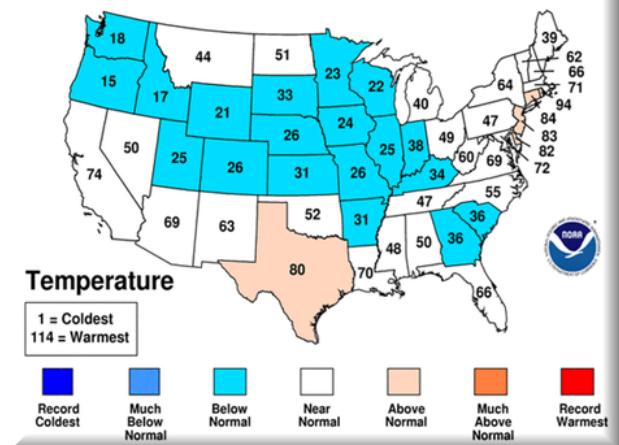 39
18
44
51
62
66
23
71
15
17
22
64
94
33
21
40
84
47
24
83
26
49
50
38
82
25
25
26
60
69
72
31
26
34
74
55
47
52
31
36
69
63
36
48
50
80
70
66
NOAA
Temperature
1 = Coldest
114 = Warmest
Record
Coldest
Much
Below
Normal
Below
Normal
Near
Normal
Above
Normal
Much
Above
Normal
Record
Warmest